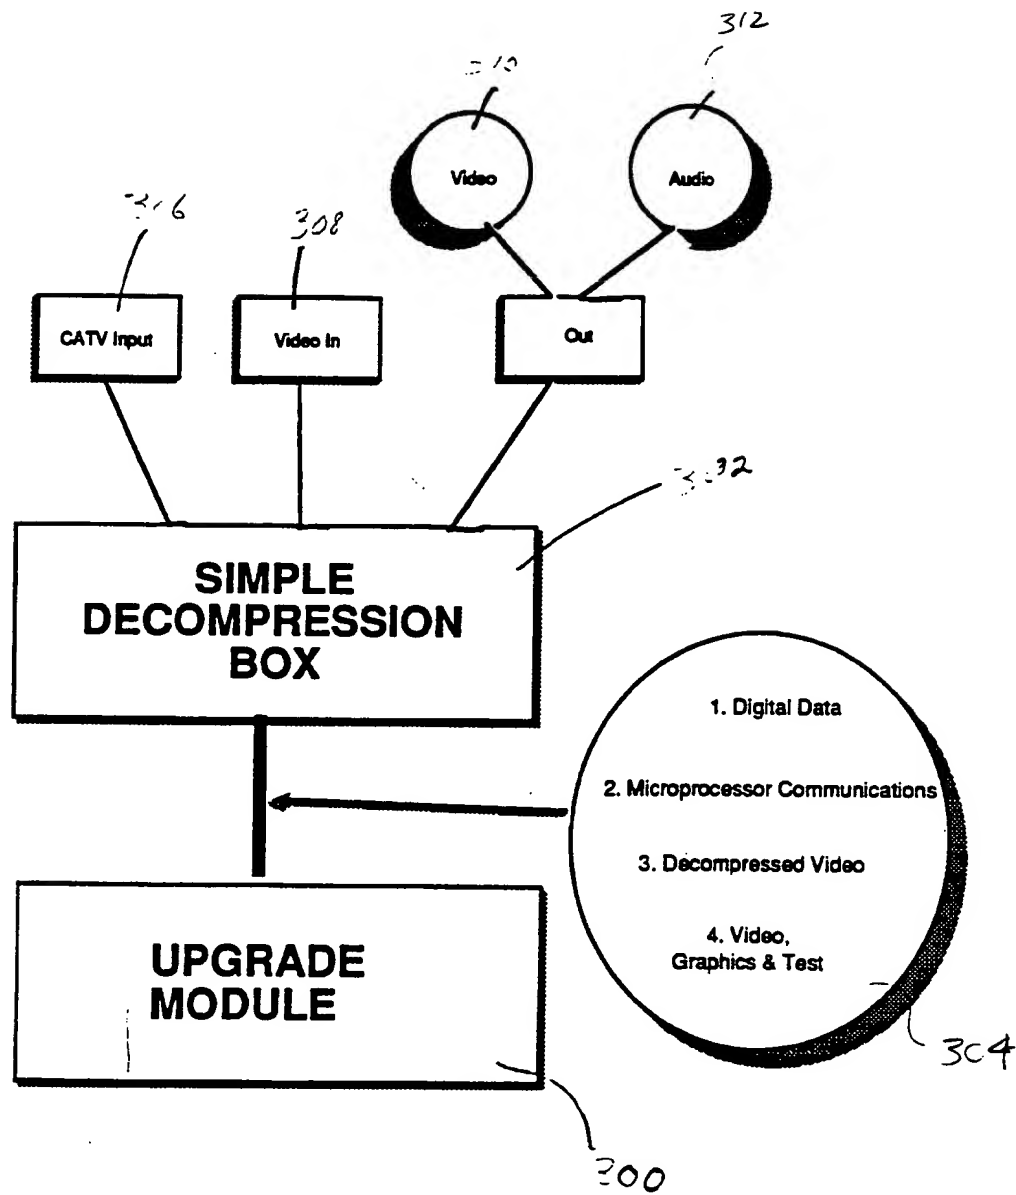 312
Video
Audio
308
CATV Input
Video In
Out
SIMPLE
DECOMPRESSION
BOX
1. Digital Data
2. Microprocessor Communications
3. Decompressed Video
4. Video,
Graphics & Test
UPGRADE
MODULE
304
300